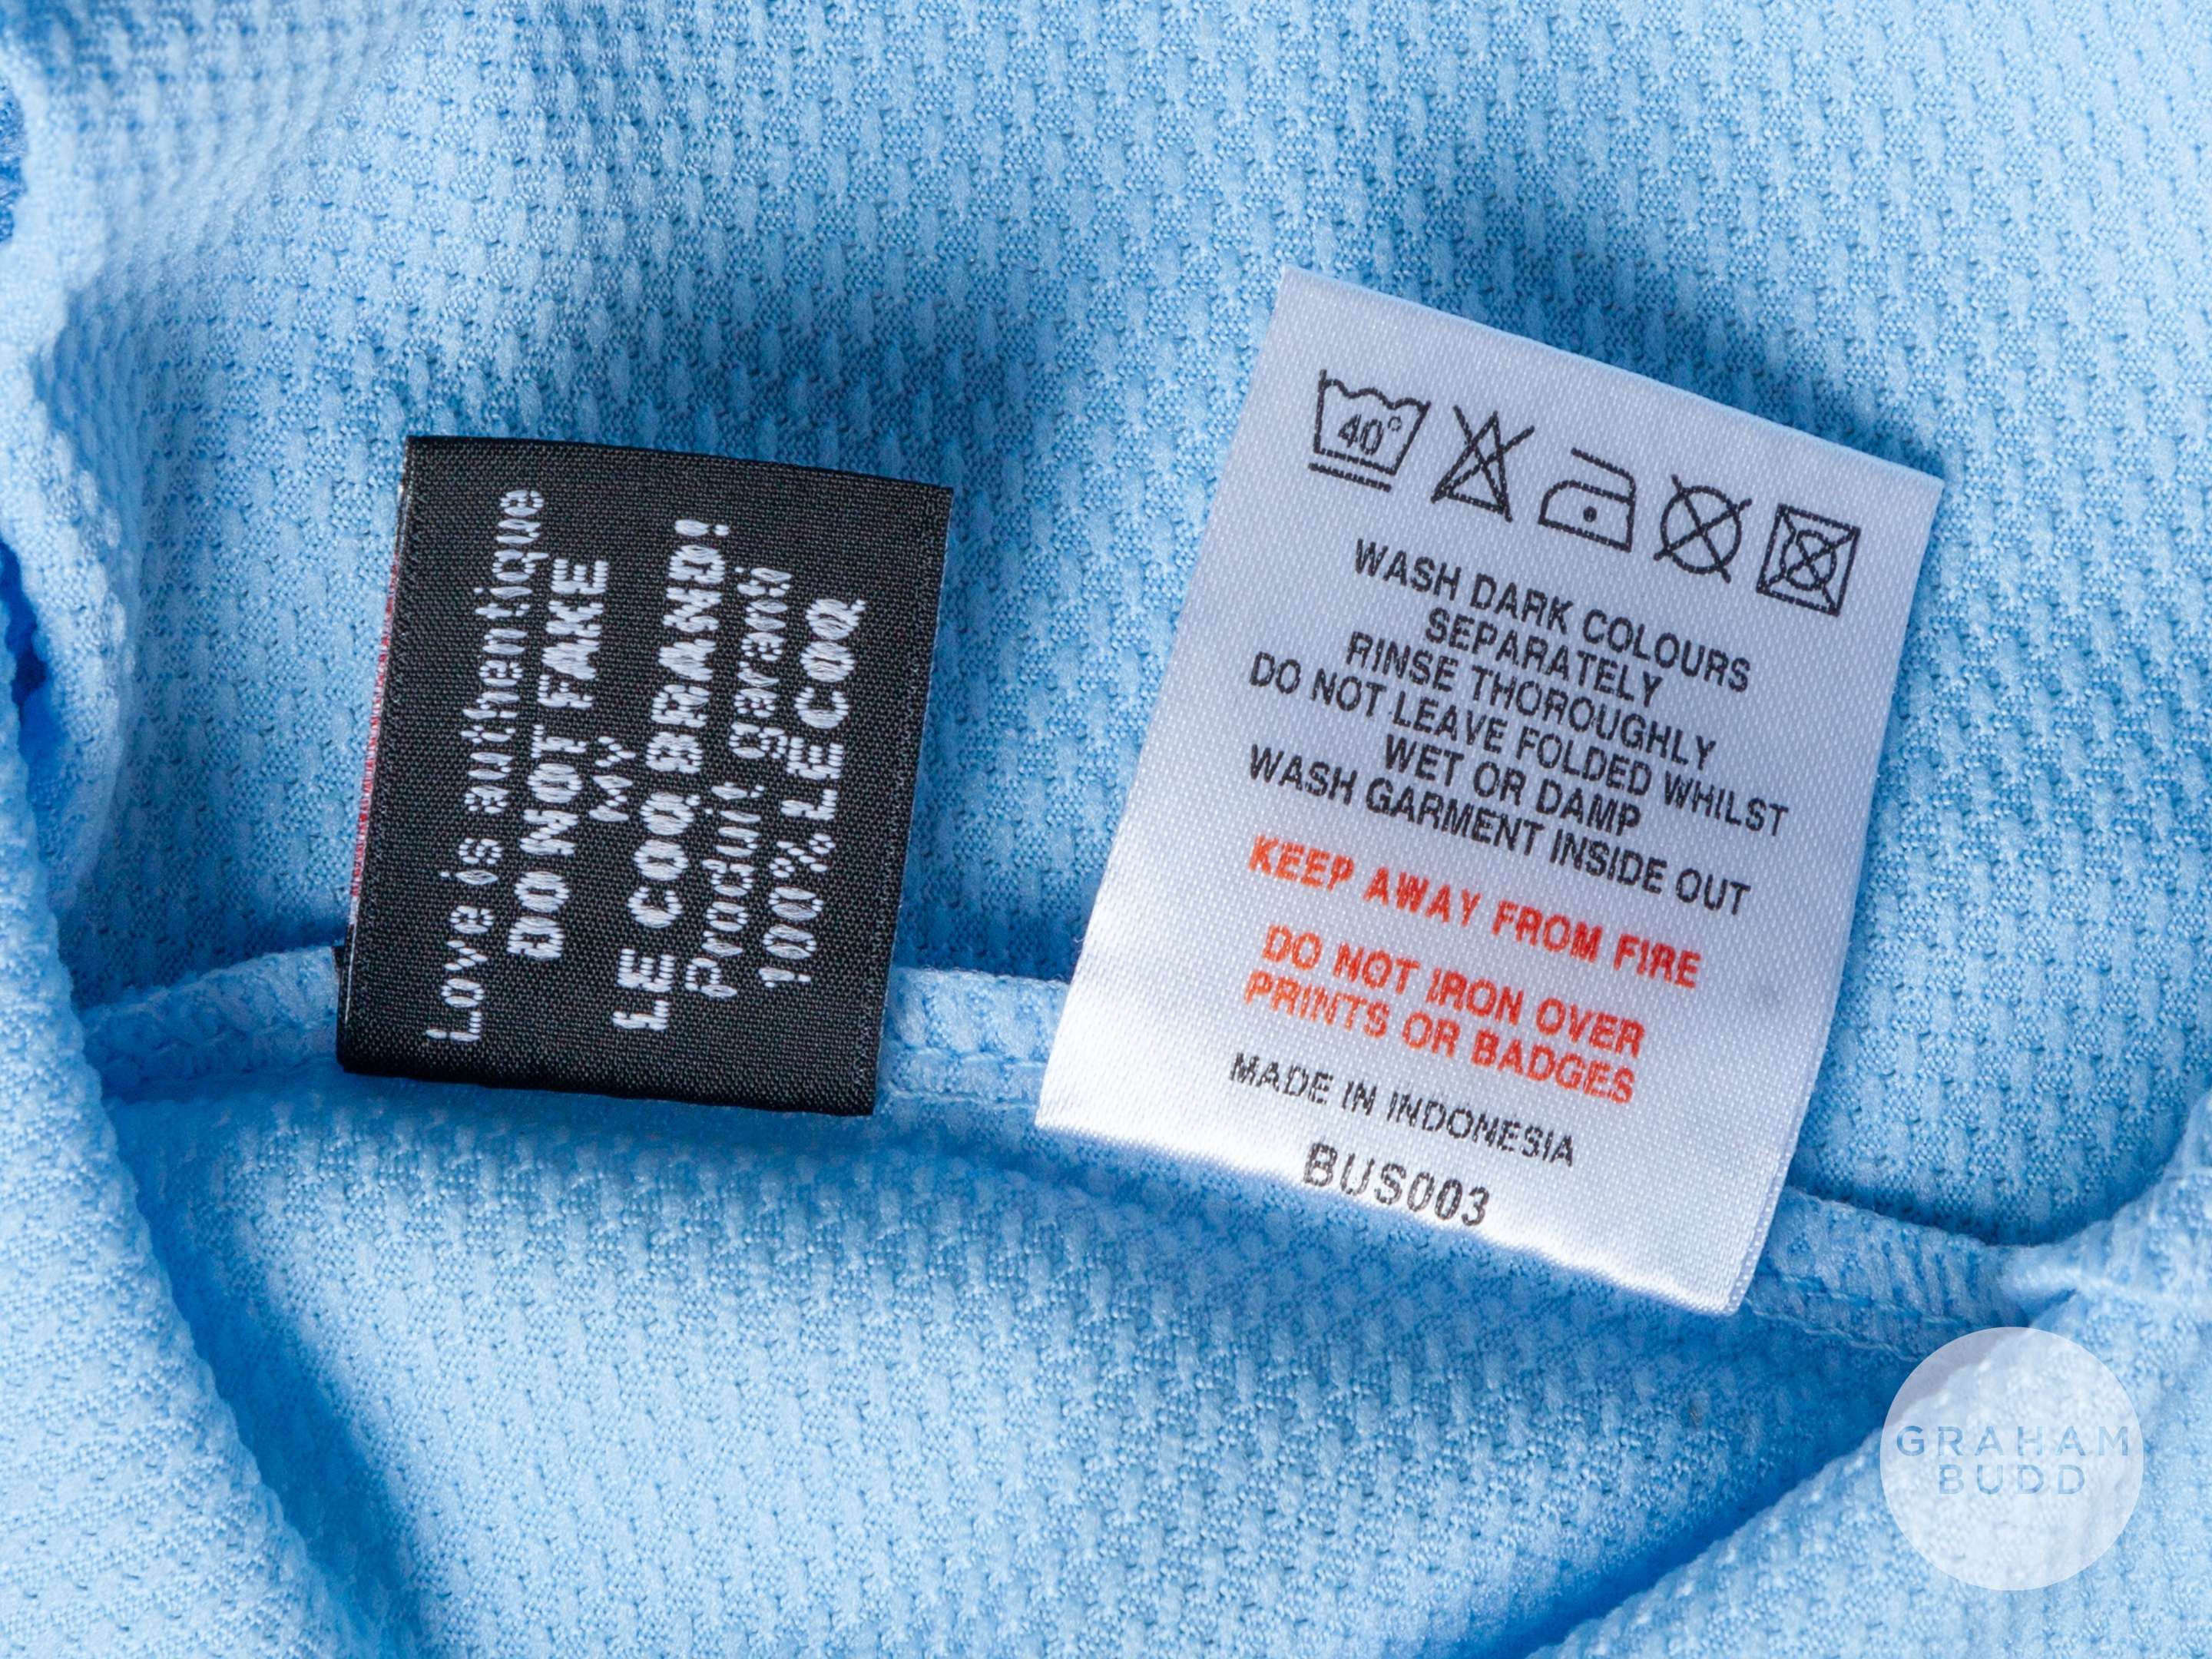 Love is authentique
DO NOT FAKE
MY
LE COQ BRAND!
Produit garanti
100% LE COQ
40°
WASH DARK COLOURS
SEPARATELY
RINSE THOROUGHLY
DO NOT LEAVE FOLDED WHILST
WET OR DAMP
WASH GARMENT INSIDE OUT
KEEP AWAY FROM FIRE
DO NOT IRON OVER
PRINTS OR BADGES
MADE IN INDONESIA
BUS003
GRAHAM
BUDD